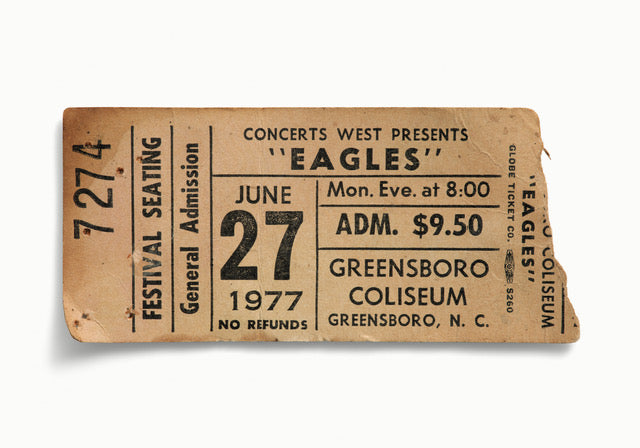 7274
FESTIVAL SEATING
General Admission
CONCERTS WEST PRESENTS
"EAGLES"
JUNE
27
1977
NO REFUNDS
Mon. Eve. at 8:00
ADM. $9.50
GREENSBORO
COLISEUM
GREENSBORO, N. C.
GLOBE TICKET CO. S260
"EAGLES"
COLISEUM